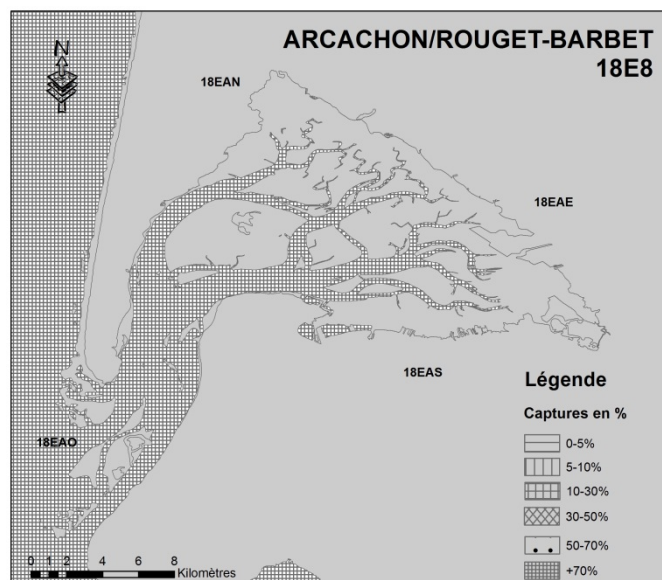 ARCACHON/ROUGET-BARBET
18E8
N
18EAN
18EAE
18EAS
18EAO
Légende
Captures en %
0-5%
5-10%
10-30%
30-50%
50-70%
+70%
0 1 2 4 6 8
Kilomètres